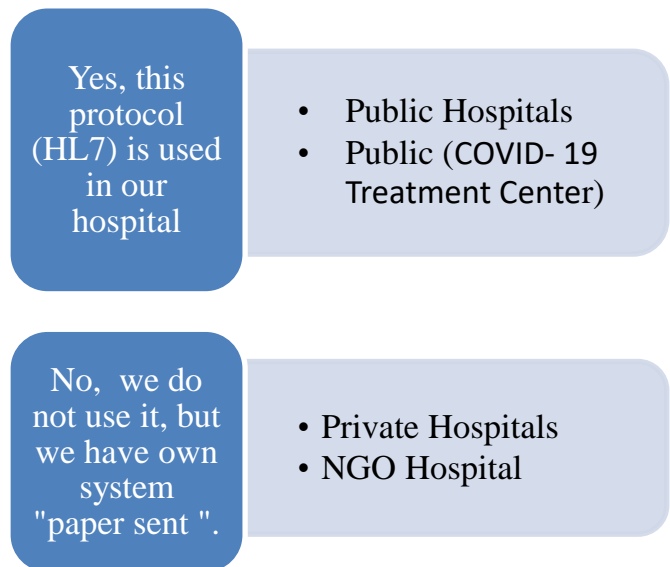 Yes, this
protocol
(HL7) is used
in our
hospital
• Public Hospitals
• Public (COVID- 19
Treatment Center)
No, we do
not use it, but
we have own
system
"paper sent ".
• Private Hospitals
• NGO Hospital